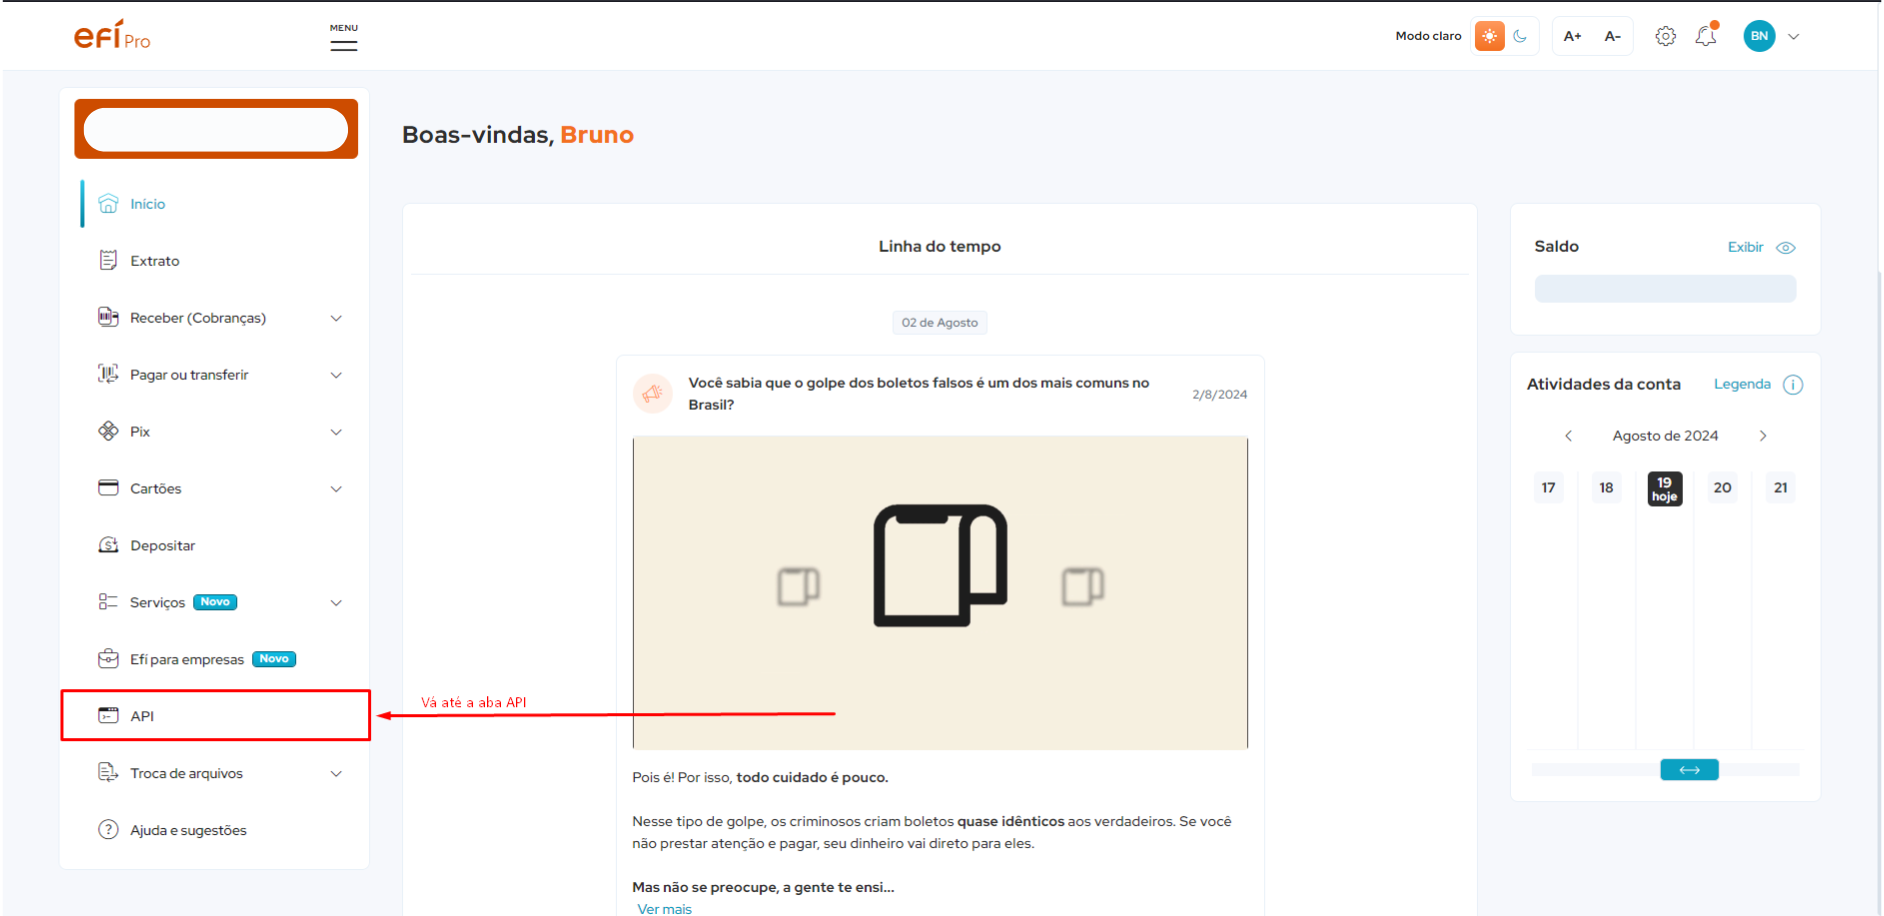 efí Pro
MENU
Modo claro
A+
A-
BN
Início
Extrato
Receber (Cobranças)
Pagar ou transferir
Pix
Cartões
Depositar
Serviços Novo
Efí para empresas Novo
API
Troca de arquivos
Ajuda e sugestões
Vá até a aba API
Boas-vindas, Bruno
Linha do tempo
02 de Agosto
Você sabia que o golpe dos boletos falsos é um dos mais comuns no
Brasil?
2/8/2024
Pois é! Por isso, todo cuidado é pouco.
Nesse tipo de golpe, os criminosos criam boletos quase idênticos aos verdadeiros. Se você
não prestar atenção e pagar, seu dinheiro vai direto para eles.
Mas não se preocupe, a gente te ensi...
Ver mais
Saldo
Exibir
Atividades da conta
Legenda
Agosto de 2024
17
18
19
hoje
20
21